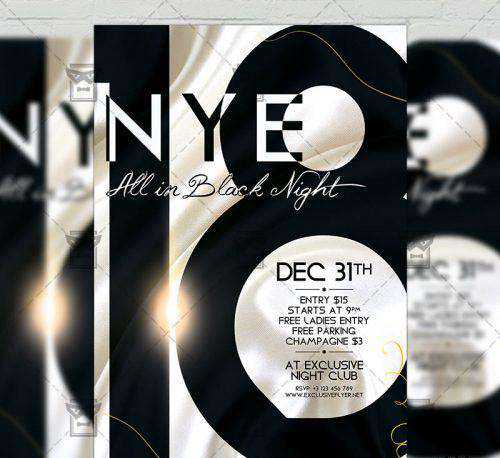 NYE
All in Black Night
DEC 31TH
ENTRY $15
STARTS AT 9PM
FREE LADIES ENTRY
FREE PARKING
CHAMPAGNE $3
AT EXCLUSIVE
NIGHT CLUB
RSVP: +3 123 456 789
WWW.EXCLUSIVEFLYER.NET